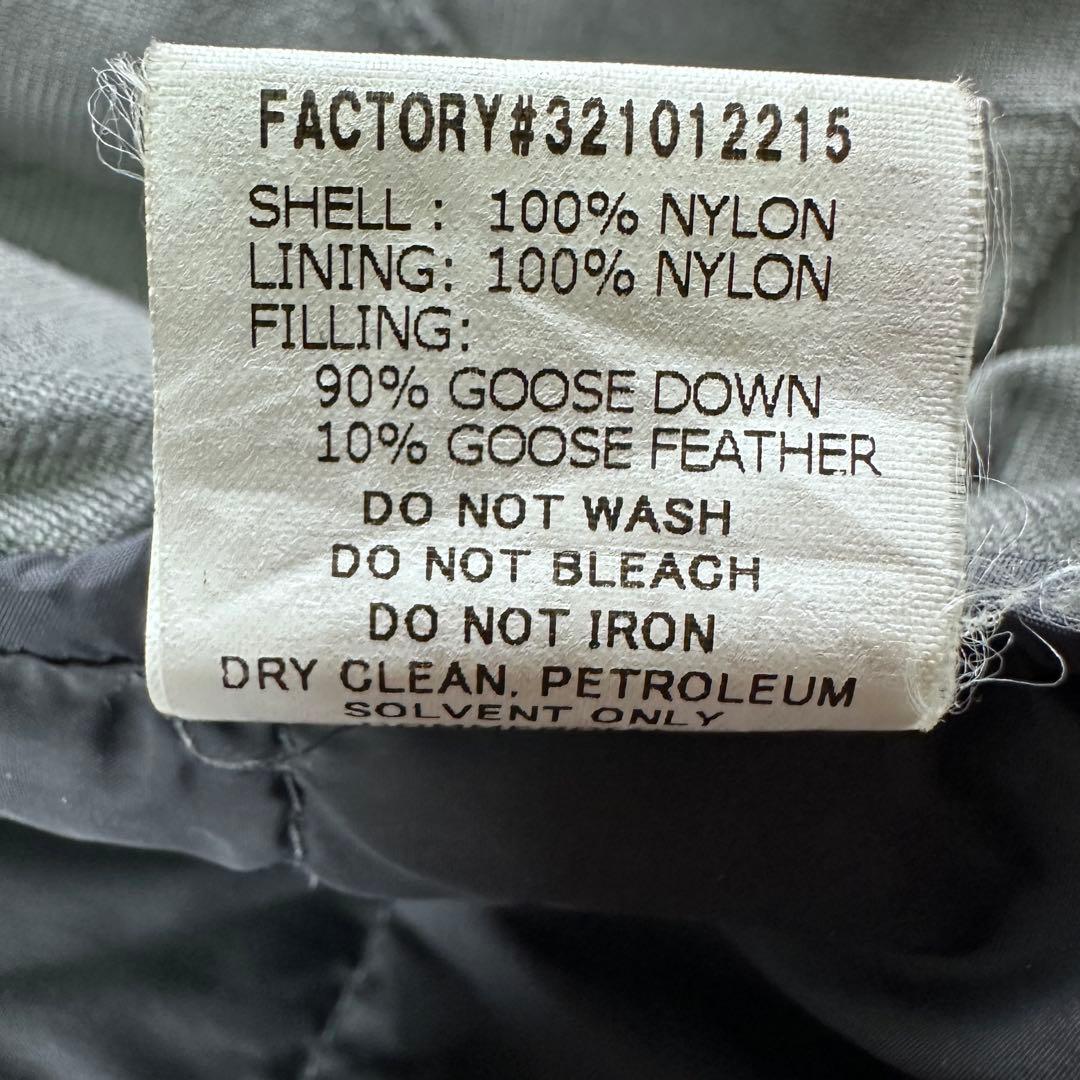 FACTORY#321012215
SHELL : 100% NYLON
LINING: 100% NYLON
FILLING:
90% GOOSE DOWN
10% GOOSE FEATHER
DO NOT WASH
DO NOT BLEACH
DO NOT IRON
DRY CLEAN, PETROLEUM
SOLVENT ONLY